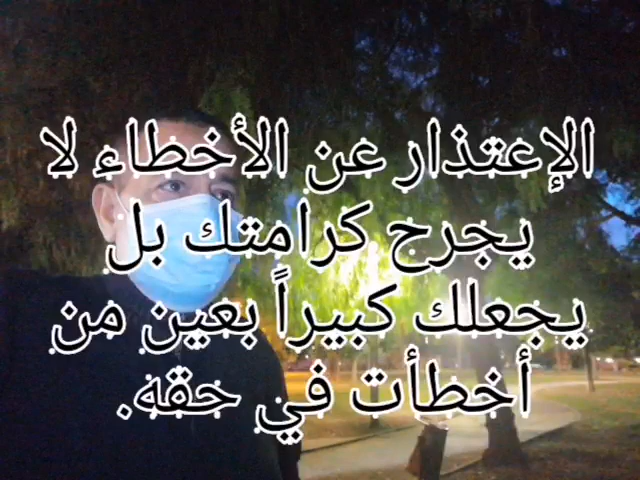 الإعتذار عن الأخطاء لا
يجرح كرامتك بل
يجعلك كبيراً بعين من
أخطأت في حقه.